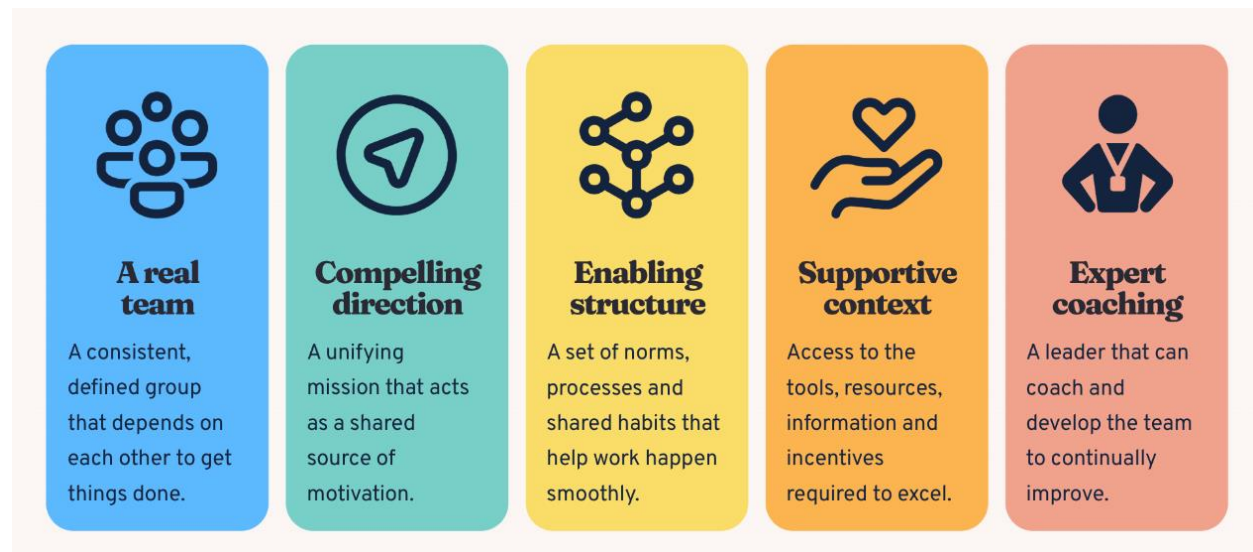 A real
team
A consistent,
defined group
that depends on
each other to get
things done.
Compelling
direction
A unifying
mission that acts
as a shared
source of
motivation.
Enabling
structure
A set of norms,
processes and
shared habits that
help work happen
smoothly.
Supportive
context
Access to the
tools, resources,
information and
incentives
required to excel.
Expert
coaching
A leader that can
coach and
develop the team
to continually
improve.